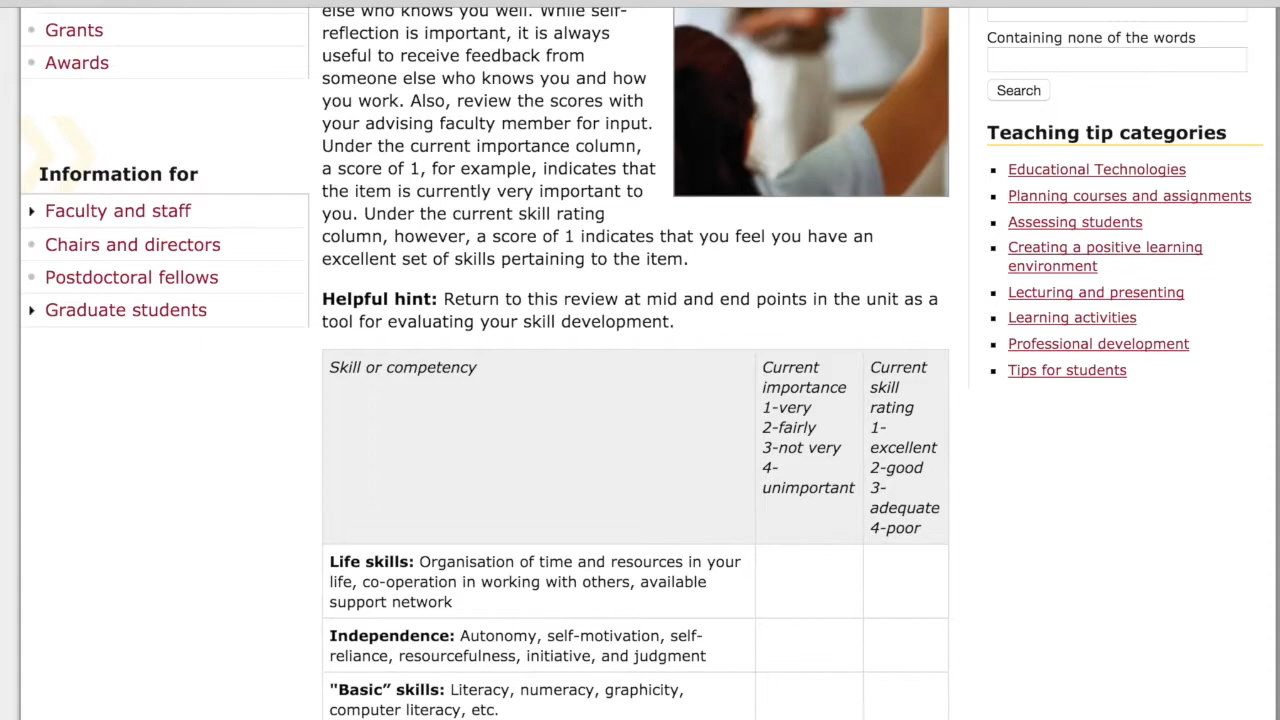 Grants
Awards
Information for
Faculty and staff
Chairs and directors
Postdoctoral fellows
Graduate students
else who knows you well. While self-
reflection is important, it is always
useful to receive feedback from
someone else who knows you and how
you work. Also, review the scores with
your advising faculty member for input.
Under the current importance column,
a score of 1, for example, indicates that
the item is currently very important to
you. Under the current skill rating
column, however, a score of 1 indicates that you feel you have an
excellent set of skills pertaining to the item.
Helpful hint: Return to this review at mid and end points in the unit as a
tool for evaluating your skill development.
Skill or competency
Current
importance
1-very
2-fairly
3-not very
4-
unimportant
Current
skill
rating
1-
excellent
2-good
3-
adequate
4-poor
Life skills: Organisation of time and resources in your
life, co-operation in working with others, available
support network
Independence: Autonomy, self-motivation, self-
reliance, resourcefulness, initiative, and judgment
"Basic” skills: Literacy, numeracy, graphicity,
computer literacy, etc.
Containing none of the words
Search
Teaching tip categories
Educational Technologies
Planning courses and assignments
Assessing students
Creating a positive learning
environment
Lecturing and presenting
Learning activities
Professional development
Tips for students